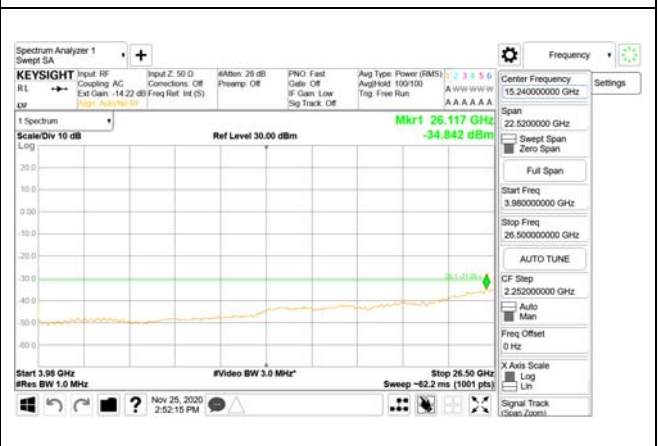 Spectrum Analyzer 1
Swept SA
+
Frequency
KEYSIGHT
RL
Input: RF
Coupling: AC
Ext Gain: -14.22 dB
Align: Auto/No RF
Input Z: 50 Ω
Corrections: Off
Freq Ref: Int (S)
#Atten: 28 dB
Preamp: Off
PNO: Fast
Gate: Off
IF Gain: Low
Sig Track: Off
Avg Type: Power (RMS)
Avg|Hold: 100/100
Trig: Free Run
1 2 3 4 5 6
A W W W W W
A A A A A A
Center Frequency
15.240000000 GHz
Settings
Span
22.5200000 GHz
Swept Span
Zero Span
Full Span
Start Freq
3.980000000 GHz
Stop Freq
26.500000000 GHz
AUTO TUNE
CF Step
2.252000000 GHz
Auto
Man
Freq Offset
0 Hz
X Axis Scale
Log
Lin
Signal Track
(Span Zoom)
1 Spectrum
Scale/Div 10 dB
Ref Level 30.00 dBm
Mkr1 26.117 GHz
-34.842 dBm
Log
20.0
10.0
0.00
-10.0
-20.0
-30.0
-40.0
-50.0
-60.0
Start 3.98 GHz
#Video BW 3.0 MHz*
Stop 26.50 GHz
#Res BW 1.0 MHz
Sweep ~62.2 ms (1001 pts)
?
Nov 25, 2020
2:52:15 PM